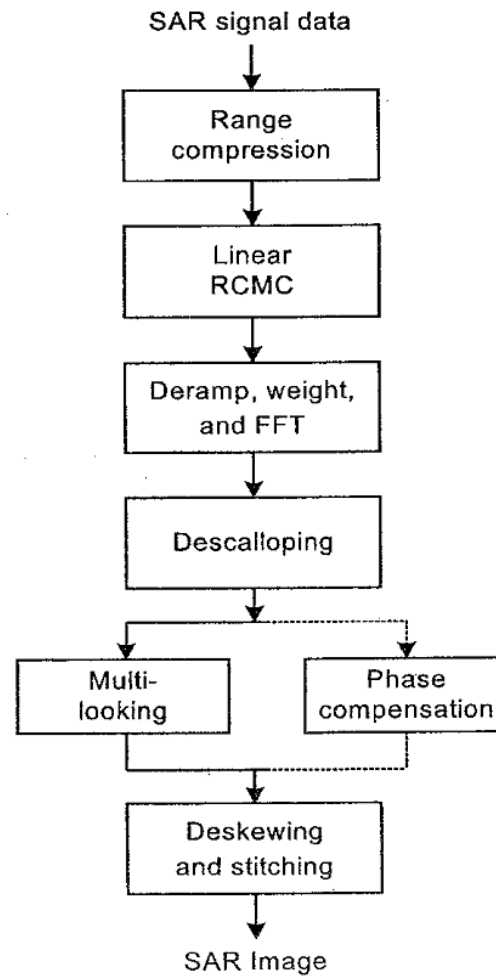 SAR signal data
Range
compression
Linear
RCMC
Deramp, weight,
and FFT
Descalloping
Multi-
looking
Phase
compensation
Deskewing
and stitching
SAR Image